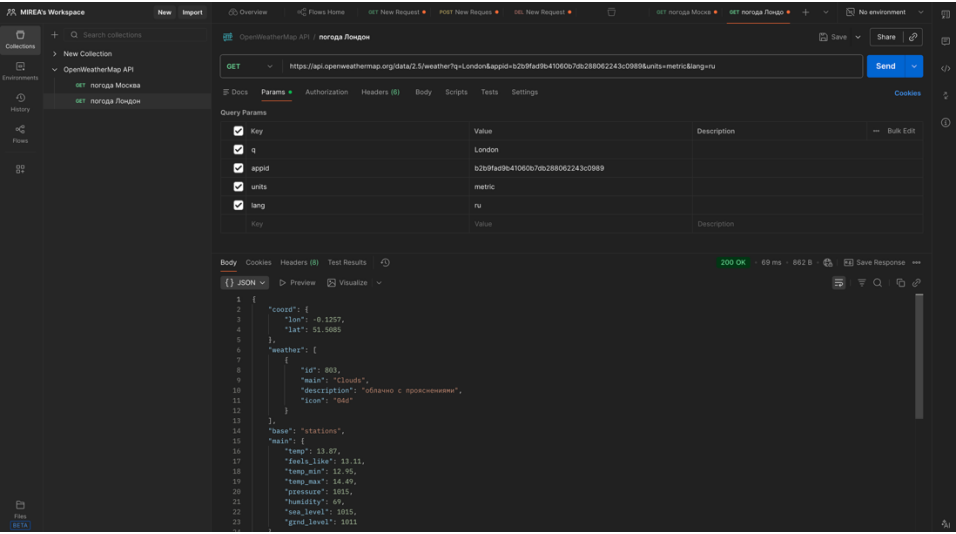 MIREA's Workspace New Import Overview Flows Home GET New Request POST New Reques DEL New Request GET погода Москв GET погода Лондо No environment
Collections Search collections OpenWeatherMap API / погода Лондон Save Share
New Collection
Environments OpenWeatherMap API GET https://api.openweathermap.org/data/2.5/weather?q=London&appid=b2b9fad9b41060b7db288062243c0989&units=metric&lang=ru Send
GET погода Москва
History GET погода Лондон Docs Params Authorization Headers (6) Body Scripts Tests Settings Cookies
Query Params
Flows Key Value Description Bulk Edit
q London
appid b2b9fad9b41060b7db288062243c0989
units metric
lang ru
Key Value Description
Body Cookies Headers (8) Test Results 200 OK 69 ms 862 B Save Response
{} JSON Preview Visualize
1 {
2 "coord": {
3 "lon": -0.1257,
4 "lat": 51.5085
5 },
6 "weather": [
7 {
8 "id": 803,
9 "main": "Clouds",
10 "description": "облачно с прояснениями",
11 "icon": "04d"
12 }
13 ],
14 "base": "stations",
15 "main": {
16 "temp": 13.87,
17 "feels_like": 13.11,
18 "temp_min": 12.95,
19 "temp_max": 14.49,
20 "pressure": 1015,
21 "humidity": 69,
22 "sea_level": 1015,
23 "grnd_level": 1011
Files
BETA